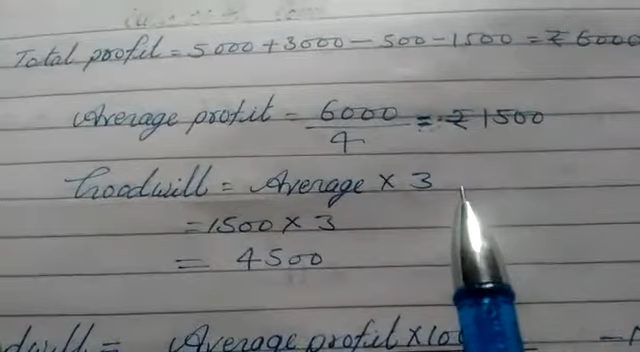 Total profit = 5000 + 3000 - 500 - 1500 = ₹ 6000
Average profit = 6000 / 4 = ₹ 1500
Goodwill = Average × 3
= 1500 × 3
= 4500
= Average profit × 100